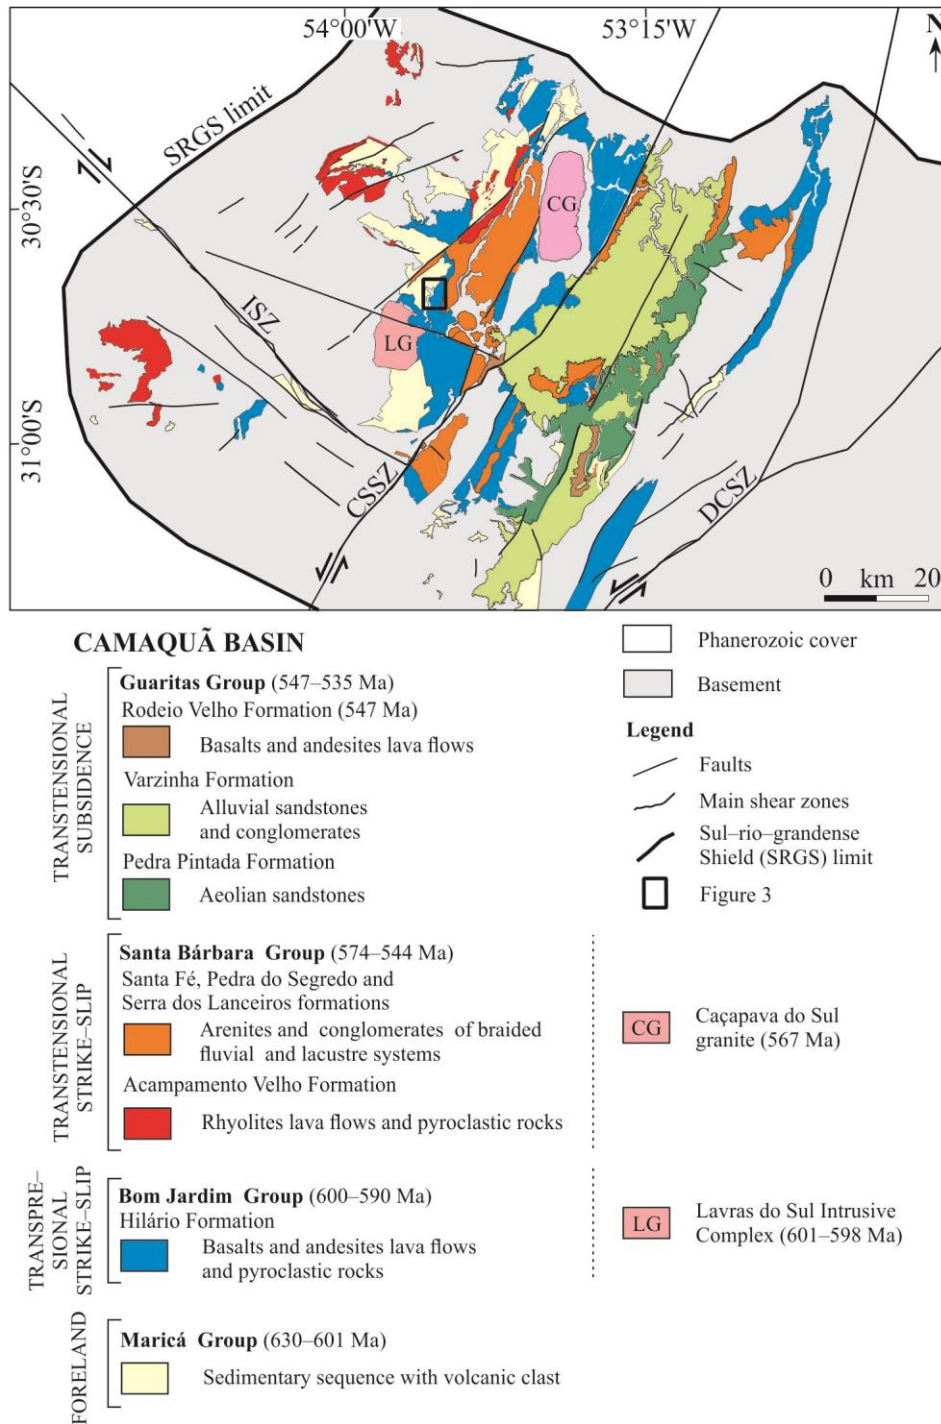 54°00'W
53°15'W
N
SRGS limit
30°30'S
CG
ISZ
LG
31°00'S
CSSZ
DCSZ
0 km 20
CAMAQUÃ BASIN
TRANSTENSIONAL
SUBSIDENCE
Guaritas Group (547–535 Ma)
Rodeio Velho Formation (547 Ma)
Basalts and andesites lava flows
Varzinha Formation
Alluvial sandstones
and conglomerates
Pedra Pintada Formation
Aeolian sandstones
TRANSTENSIONAL
STRIKE–SLIP
Santa Bárbara Group (574–544 Ma)
Santa Fé, Pedra do Segredo and
Serra dos Lanceiros formations
Arenites and conglomerates of braided
fluvial and lacustre systems
Acampamento Velho Formation
Rhyolites lava flows and pyroclastic rocks
TRANSPRE–
SIONAL
STRIKE–SLIP
Bom Jardim Group (600–590 Ma)
Hilário Formation
Basalts and andesites lava flows
and pyroclastic rocks
FORELAND
Maricá Group (630–601 Ma)
Sedimentary sequence with volcanic clast
Phanerozoic cover
Basement
Legend
Faults
Main shear zones
Sul–rio–grandense
Shield (SRGS) limit
Figure 3
CG
Caçapava do Sul
granite (567 Ma)
LG
Lavras do Sul Intrusive
Complex (601–598 Ma)